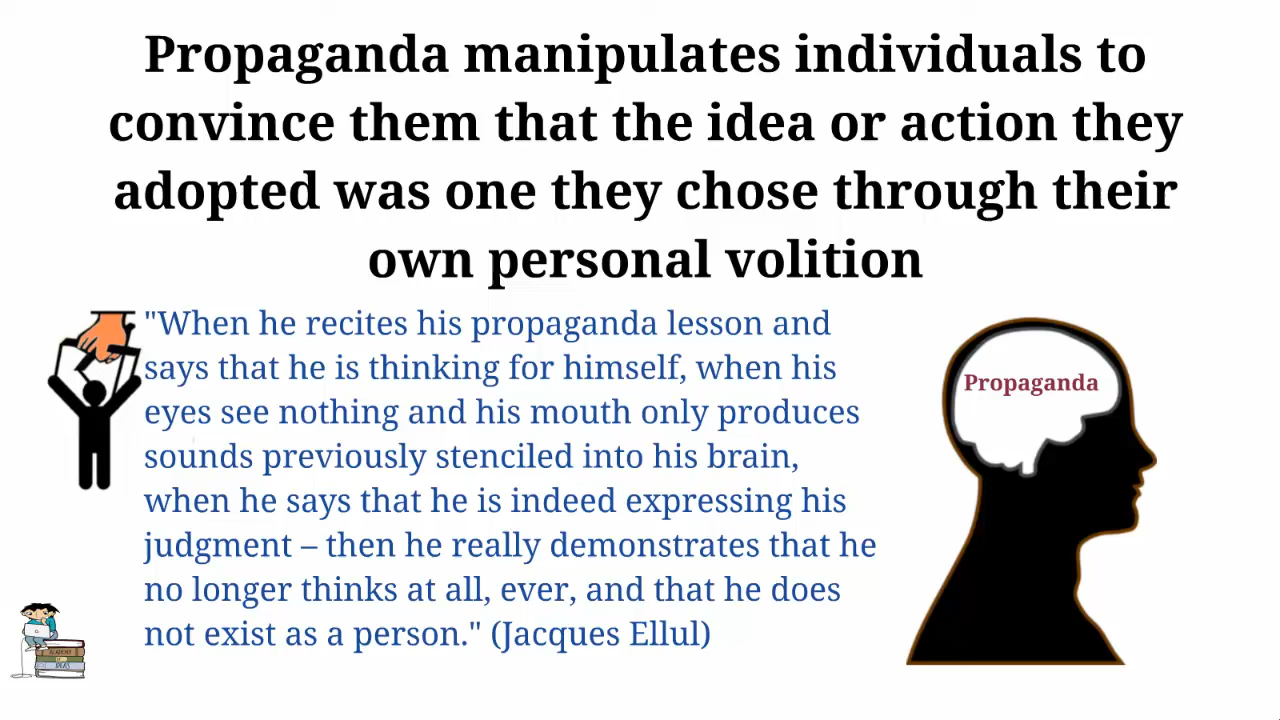 Propaganda manipulates individuals to
convince them that the idea or action they
adopted was one they chose through their
own personal volition
"When he recites his propaganda lesson and
says that he is thinking for himself, when his
eyes see nothing and his mouth only produces
sounds previously stenciled into his brain,
when he says that he is indeed expressing his
judgment – then he really demonstrates that he
no longer thinks at all, ever, and that he does
not exist as a person." (Jacques Ellul)
Propaganda
ACADEMY
OF
IDEAS